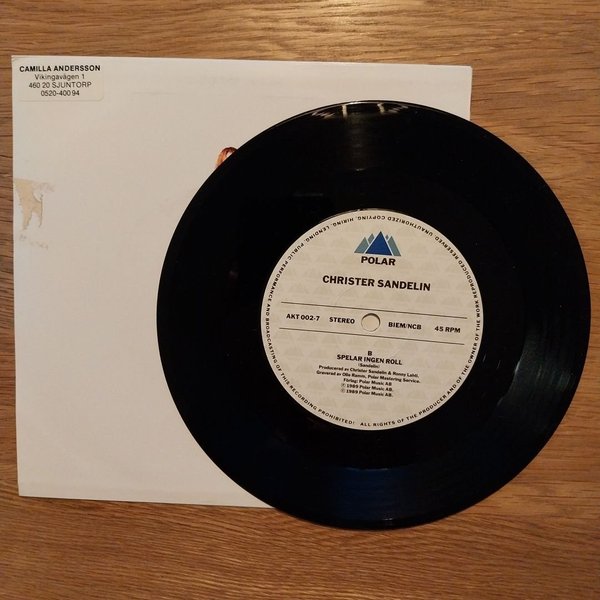 CAMILLA ANDERSSON
Vikingavägen 1
460 20 SJUNTORP
0520-400 94
POLAR
CHRISTER SANDELIN
AKT 002-7 STEREO BIEM/NCB 45 RPM
B
SPELAR INGEN ROLL
(Sandelin)
Producerad av Christer Sandelin & Ronny Lahti.
Graverad av Olle Ramm, Polar Mastering Service.
Förlag: Polar Music AB.
℗ 1989 Polar Music AB.
© 1989 Polar Music AB.
ALL RIGHTS OF THE PRODUCER AND OF THE OWNER OF THE WORK REPRODUCED RESERVED. UNAUTHORIZED COPYING, HIRING, LENDING, PUBLIC PERFORMANCE AND BROADCASTING OF THIS RECORDING PROHIBITED!